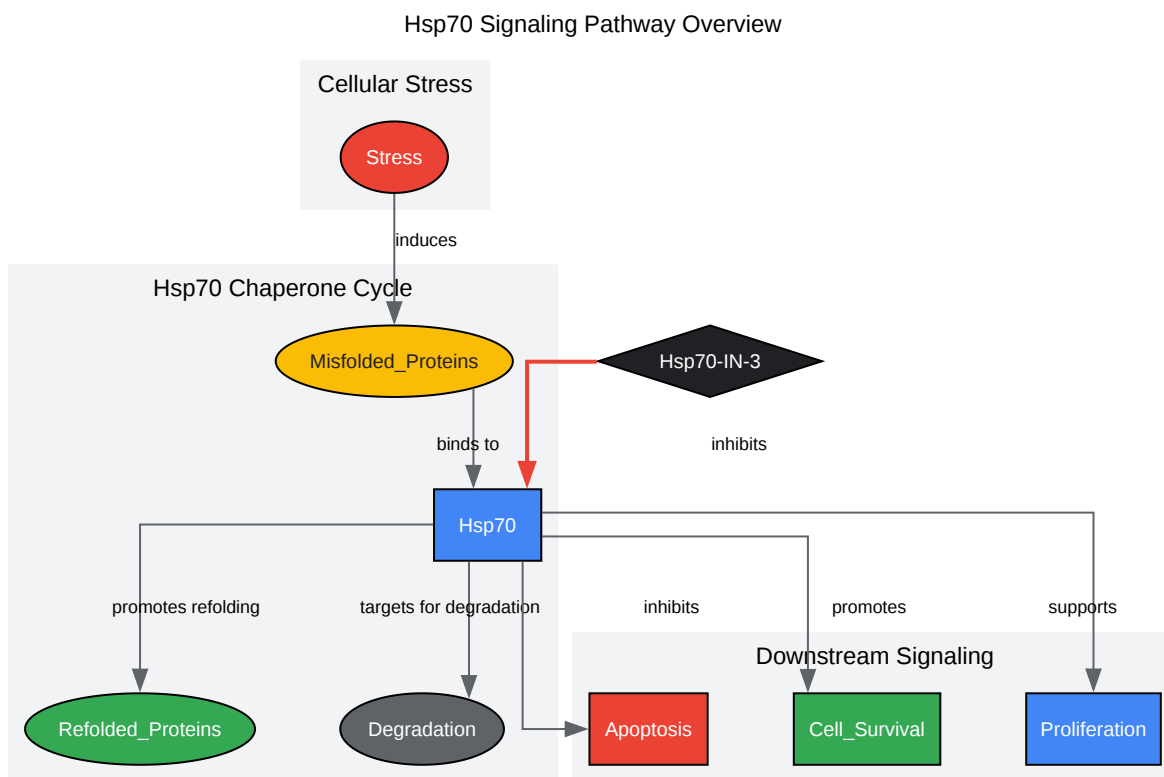 Hsp70 Signaling Pathway Overview
Cellular Stress
Stress
induces
Hsp70 Chaperone Cycle
Misfolded_Proteins
Hsp70-IN-3
binds to
inhibits
Hsp70
promotes refolding
targets for degradation
inhibits
promotes
supports
Downstream Signaling
Refolded_Proteins
Degradation
Apoptosis
Cell_Survival
Proliferation